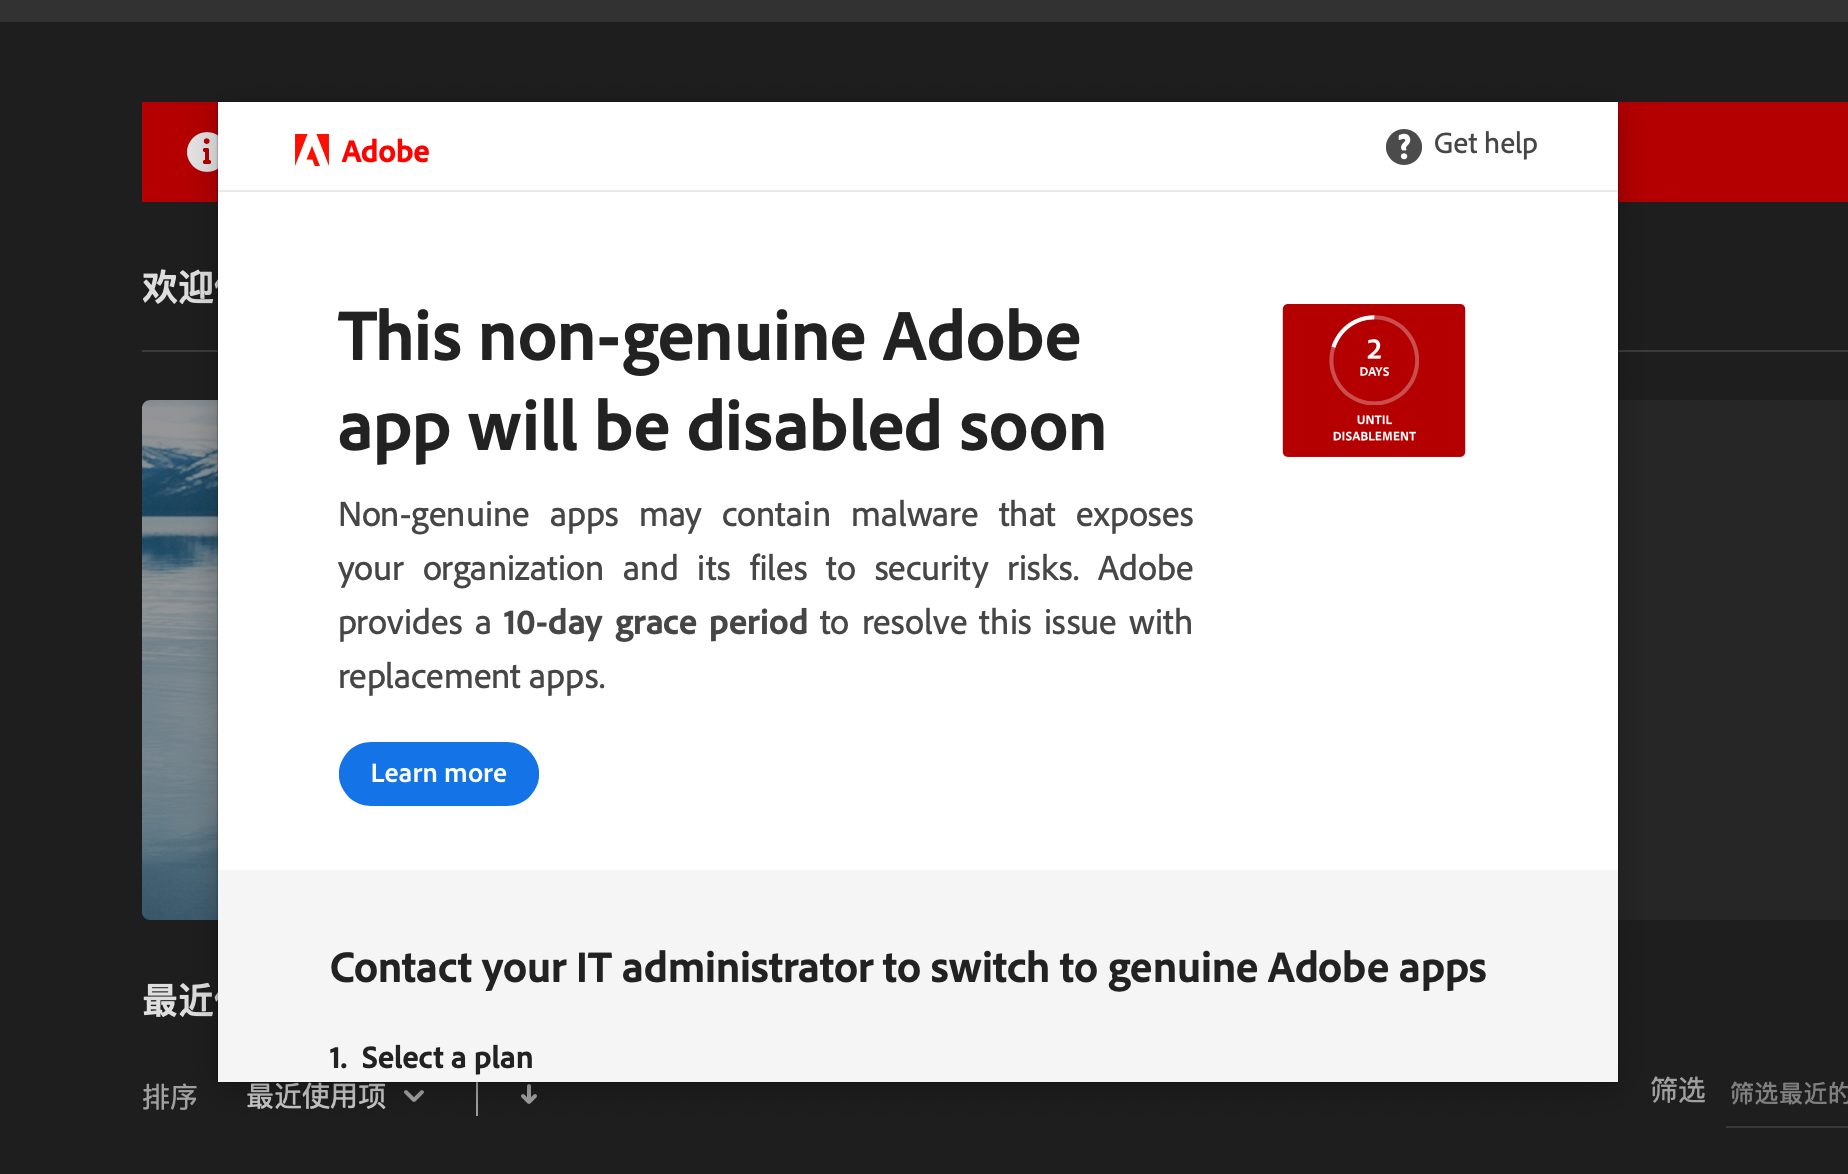 Adobe
Get help
欢迎
This non-genuine Adobe
app will be disabled soon
2
DAYS
UNTIL
DISABLEMENT
Non-genuine apps may contain malware that exposes
your organization and its files to security risks. Adobe
provides a 10-day grace period to resolve this issue with
replacement apps.
Learn more
Contact your IT administrator to switch to genuine Adobe apps
最近
1. Select a plan
排序 最近使用项
筛选 筛选最近的